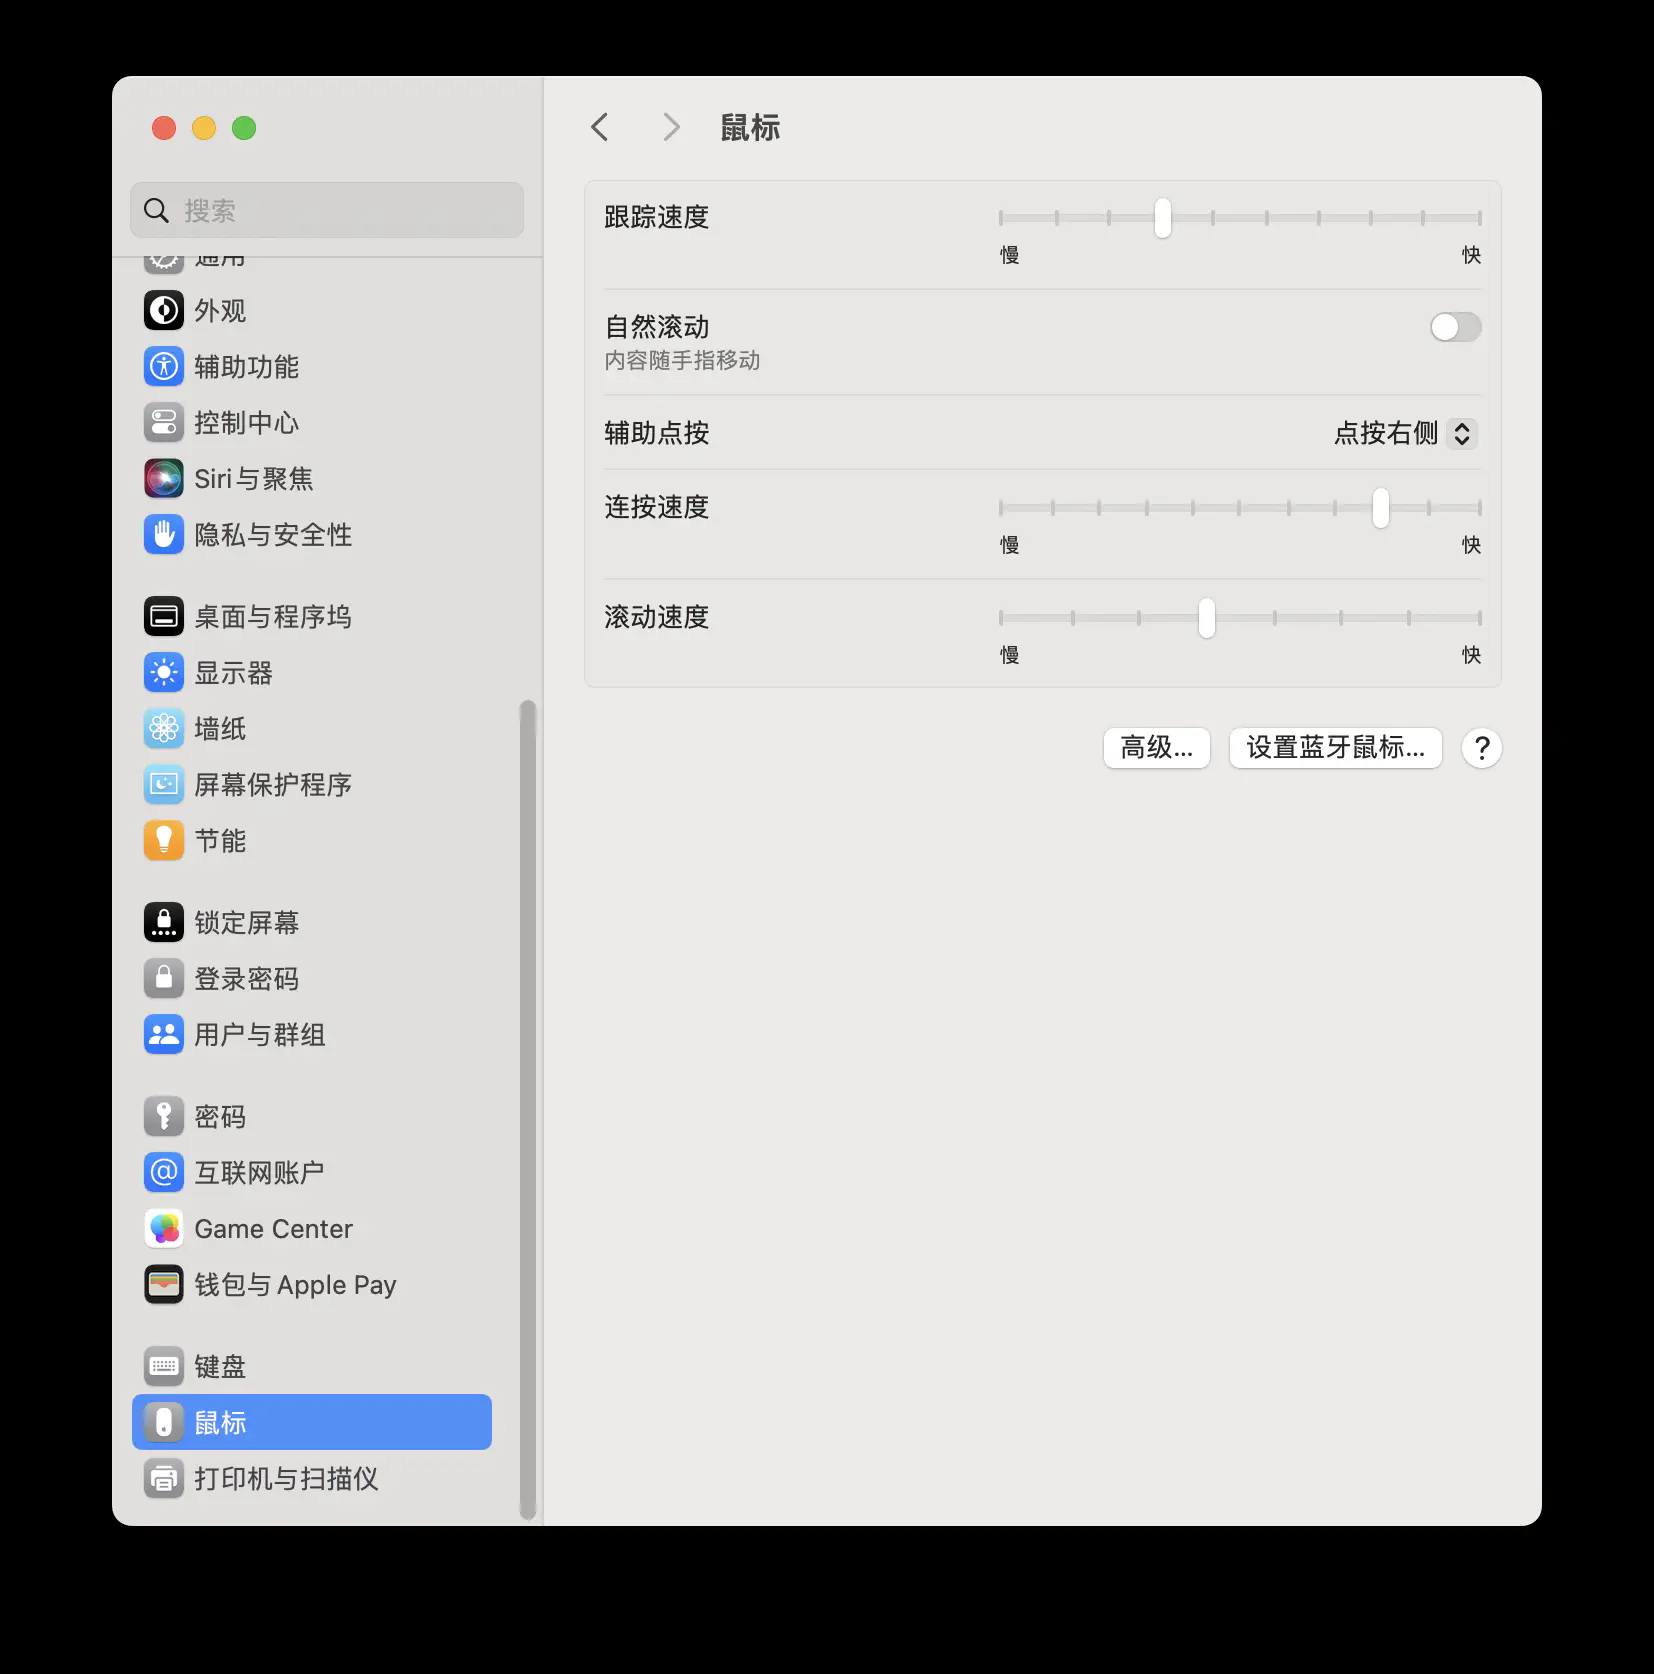 鼠标
搜索
通用
外观
辅助功能
控制中心
Siri与聚焦
隐私与安全性
桌面与程序坞
显示器
墙纸
屏幕保护程序
节能
锁定屏幕
登录密码
用户与群组
密码
互联网账户
Game Center
钱包与 Apple Pay
键盘
鼠标
打印机与扫描仪
跟踪速度
慢
快
自然滚动
内容随手指移动
辅助点按
点按右侧
连按速度
慢
快
滚动速度
慢
快
高级...
设置蓝牙鼠标...
?